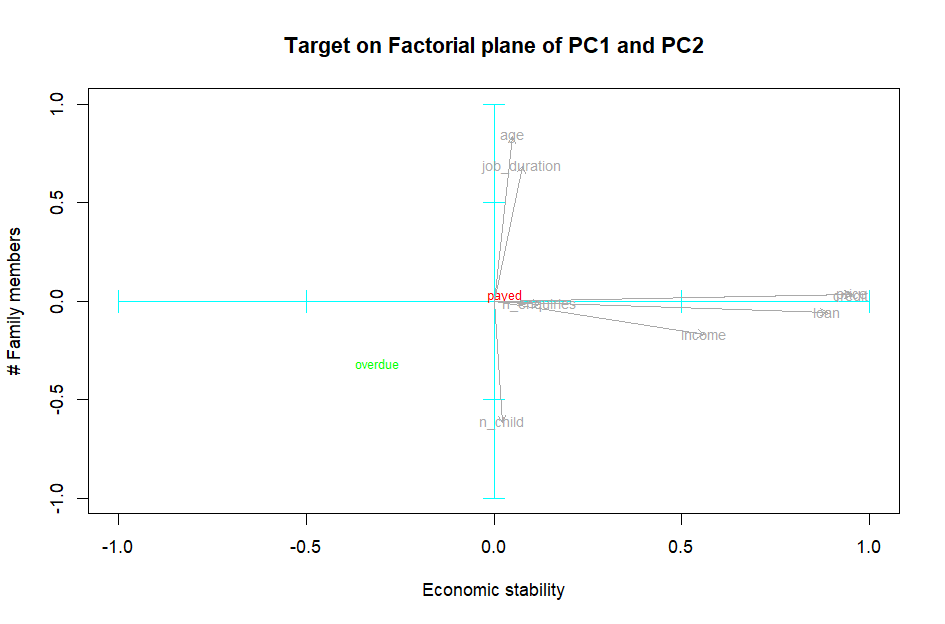 Target on Factorial plane of PC1 and PC2
# Family members
1.0
0.5
0.0
-0.5
-1.0
age
job_duration
payed
n_enquiries
price
credit
loan
income
overdue
n_child
-1.0
-0.5
0.0
0.5
1.0
Economic stability